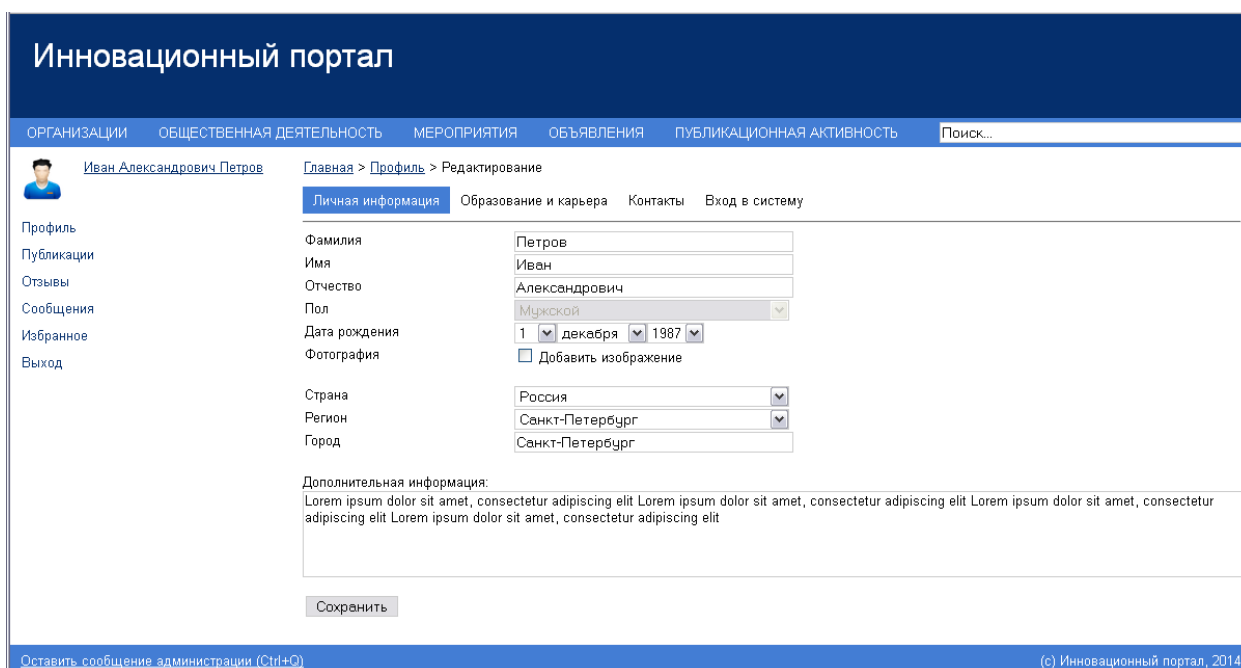 Инновационный портал
ОРГАНИЗАЦИИ ОБЩЕСТВЕННАЯ ДЕЯТЕЛЬНОСТЬ МЕРОПРИЯТИЯ ОБЪЯВЛЕНИЯ ПУБЛИКАЦИОННАЯ АКТИВНОСТЬ Поиск...
Иван Александрович Петров
Главная > Профиль > Редактирование
Личная информация Образование и карьера Контакты Вход в систему
Профиль
Публикации
Отзывы
Сообщения
Избранное
Выход
Фамилия Петров
Имя Иван
Отчество Александрович
Пол Мужской
Дата рождения 1 декабря 1987
Фотография Добавить изображение
Страна Россия
Регион Санкт-Петербург
Город Санкт-Петербург
Дополнительная информация:
Lorem ipsum dolor sit amet, consectetur adipiscing elit Lorem ipsum dolor sit amet, consectetur adipiscing elit Lorem ipsum dolor sit amet, consectetur
adipiscing elit Lorem ipsum dolor sit amet, consectetur adipiscing elit
Сохранить
Оставить сообщение администрации (Ctrl+Q) (c) Инновационный портал, 2014